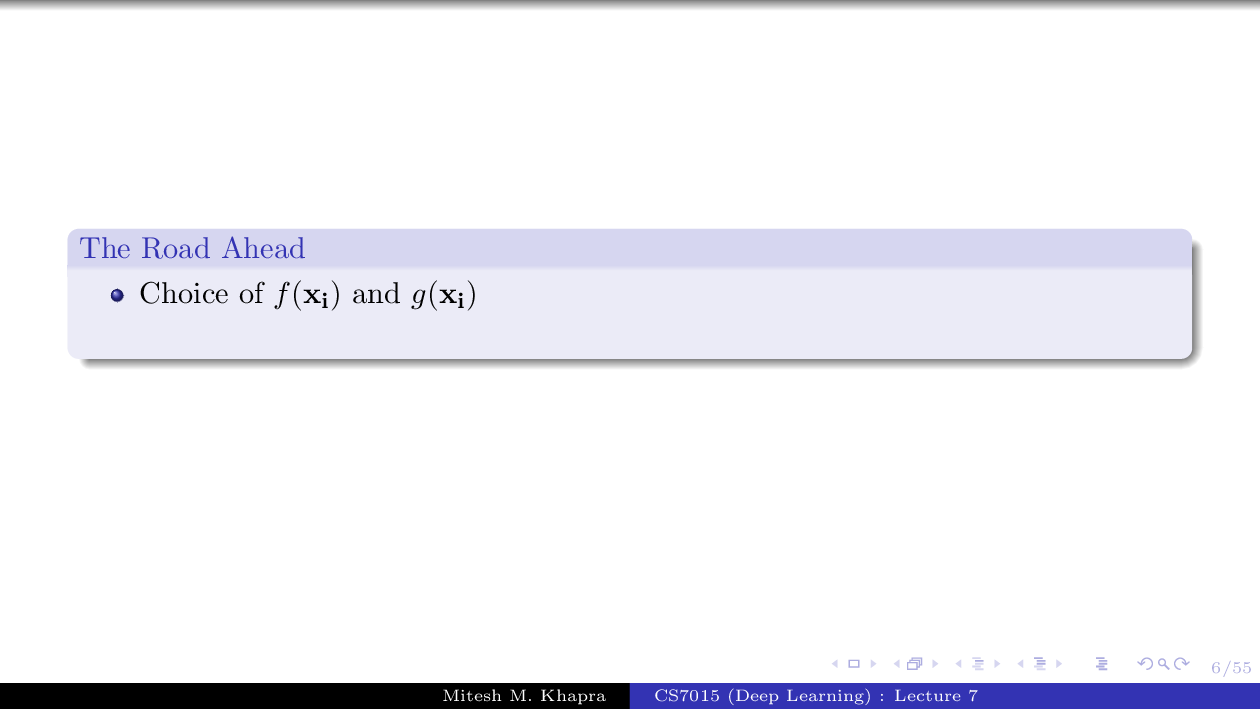 The Road Ahead
Choice of f(xᵢ) and g(xᵢ)
6/55
Mitesh M. Khapra
CS7015 (Deep Learning) : Lecture 7